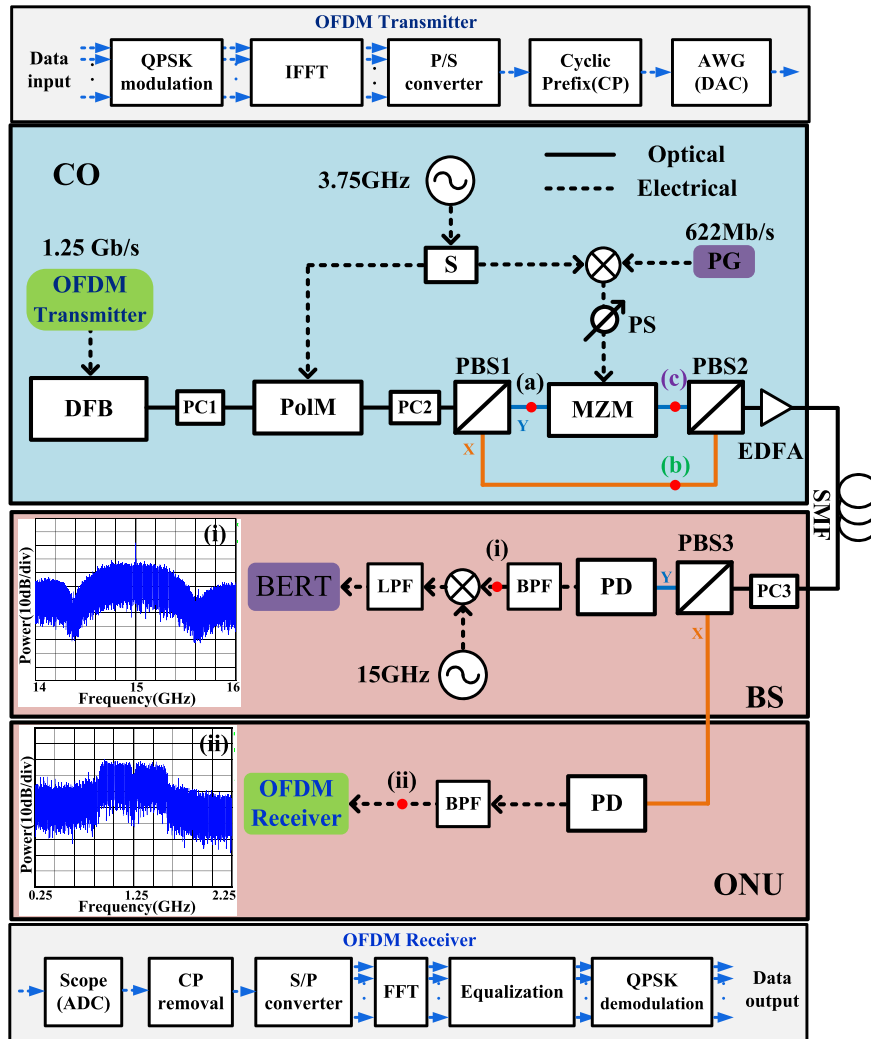 OFDM Transmitter
Data
input
QPSK
modulation
IFFT
P/S
converter
Cyclic
Prefix(CP)
AWG
(DAC)
CO
3.75GHz
Optical
Electrical
1.25 Gb/s
622Mb/s
OFDM
Transmitter
S
PG
PS
DFB
PC1
PolM
PC2
PBS1
(a)
Y
X
MZM
(c)
PBS2
(b)
EDFA
SMF
(i)
Power(10dB/div)
14
15
16
Frequency(GHz)
BERT
LPF
(i)
BPF
PD
Y
PBS3
X
PC3
15GHz
BS
(ii)
Power(10dB/div)
0.25
1.25
2.25
Frequency(GHz)
OFDM
Receiver
(ii)
BPF
PD
ONU
OFDM Receiver
Scope
(ADC)
CP
removal
S/P
converter
FFT
Equalization
QPSK
demodulation
Data
output